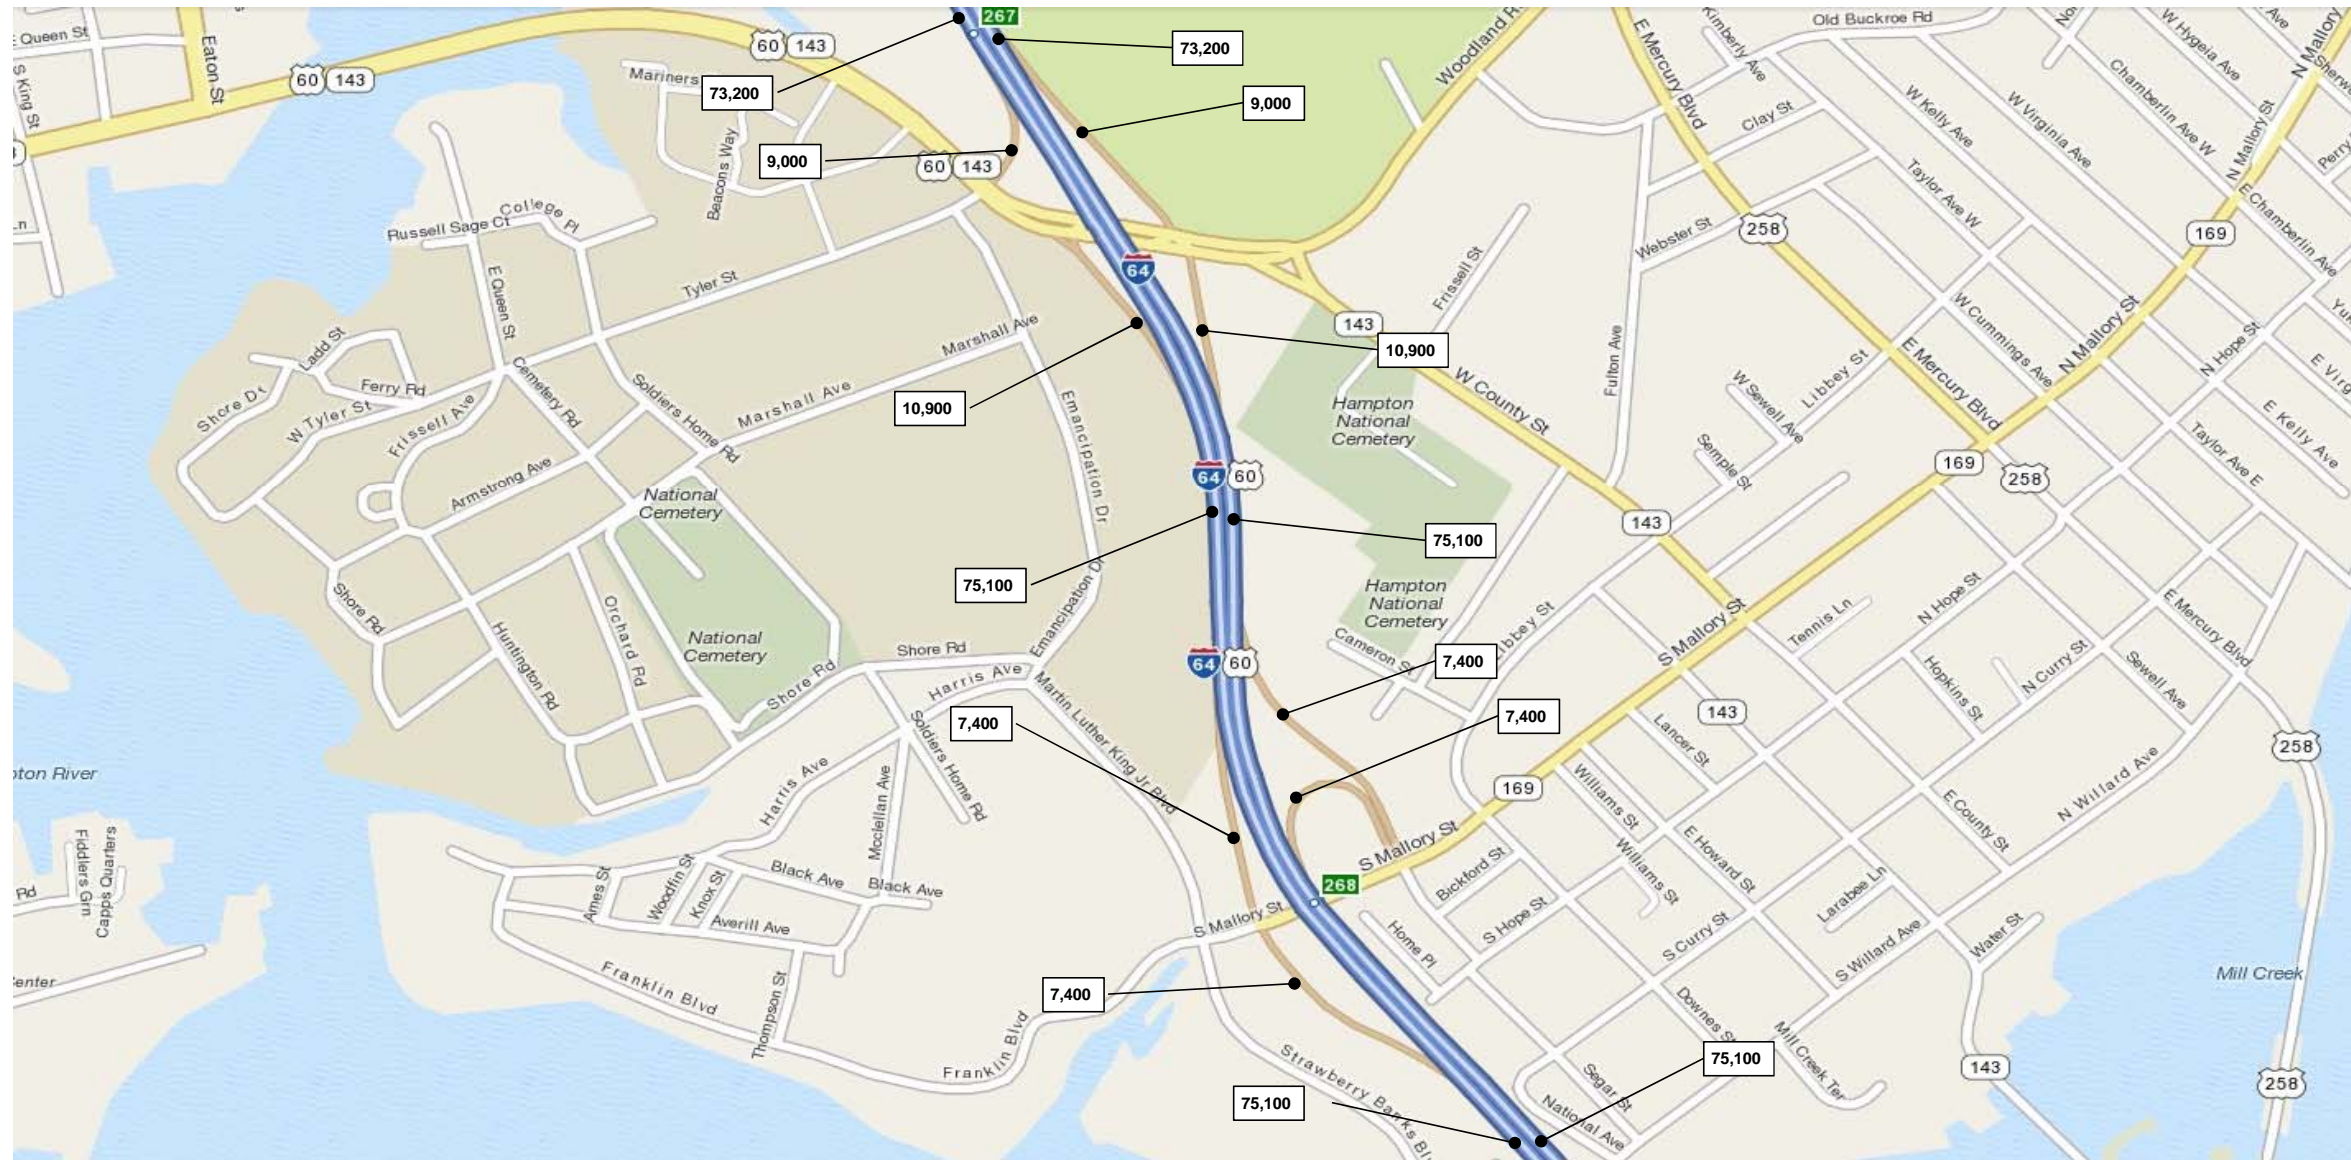 267
E Queen St
Eaton St
S King St
60
143
60
143
73,200
73,200
9,000
9,000
Mariners
Beacons Way
60
143
Woodland R
E Mercury Blvd
Kimberly Ave
Old Buckroe Rd
Clay St
W Kelly Ave
W Virginia Ave
Chamberlin Ave W
W Hygeia Ave
Ave
N Mallory
Sherw
N Mallory St
Perry
Taylor Ave W
E Chamberlin Ave
Webster St
258
169
Ln
Russell Sage Ct
College Pl
E Queen St
Tyler St
64
Frissell St
Fulton Ave
143
10,900
10,900
Marshall Ave
Marshall Ave
Ladd St
Shore Dr
Ferry Rd
W Tyler St
Frissell Ave
Cemetery Rd
Soldiers Home Rd
Armstrong Ave
Emancipation Dr
Hampton
National
Cemetery
W County St
W Sewell Ave
Libbey St
Semple St
E Mercury Blvd
W Cummings Ave
N Mallory St
N Hope St
Yu
E Virg
E Kelly Ave
Taylor Ave E
169
258
National
Cemetery
64
60
75,100
75,100
143
Hampton
National
Cemetery
Emancipation Dr
Shore Rd
Huntington Rd
Orchard Rd
National
Cemetery
Shore Rd
Shore Rd
Harris Ave
64
60
Cameron St
Libbey St
7,400
7,400
7,400
S Mallory St
Tennis Ln
N Hope St
Hopkins St
N Curry St
E Mercury Blvd
Sewell Ave
143
Lancer St
258
pton River
Martin Luther King Jr Blvd
Soldiers Home Rd
Harris Ave
Mcclellan Ave
169
Williams St
Williams St
E Howard St
E County St
N Willard Ave
S Mallory St
Bickford St
268
Fiddlers Grn
Capps Quarters
Rd
Ames St
Woodfin St
Knox St
Black Ave
Black Ave
Averill Ave
S Mallory St
Home Pl
S Hope St
S Curry St
Larabee Ln
S Willard Ave
Water St
Mill Creek
enter
Franklin Blvd
Thompson St
Franklin Blvd
7,400
Strawberry Banks Bl
75,100
75,100
Downes St
Mill Creek Ter
Segar St
National Ave
143
258